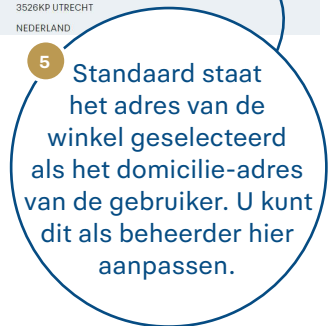 3526KP UTRECHT
NEDERLAND
5
Standaard staat
het adres van de
winkel geselecteerd
als het domicilie-adres
van de gebruiker. U kunt
dit als beheerder hier
aanpassen.